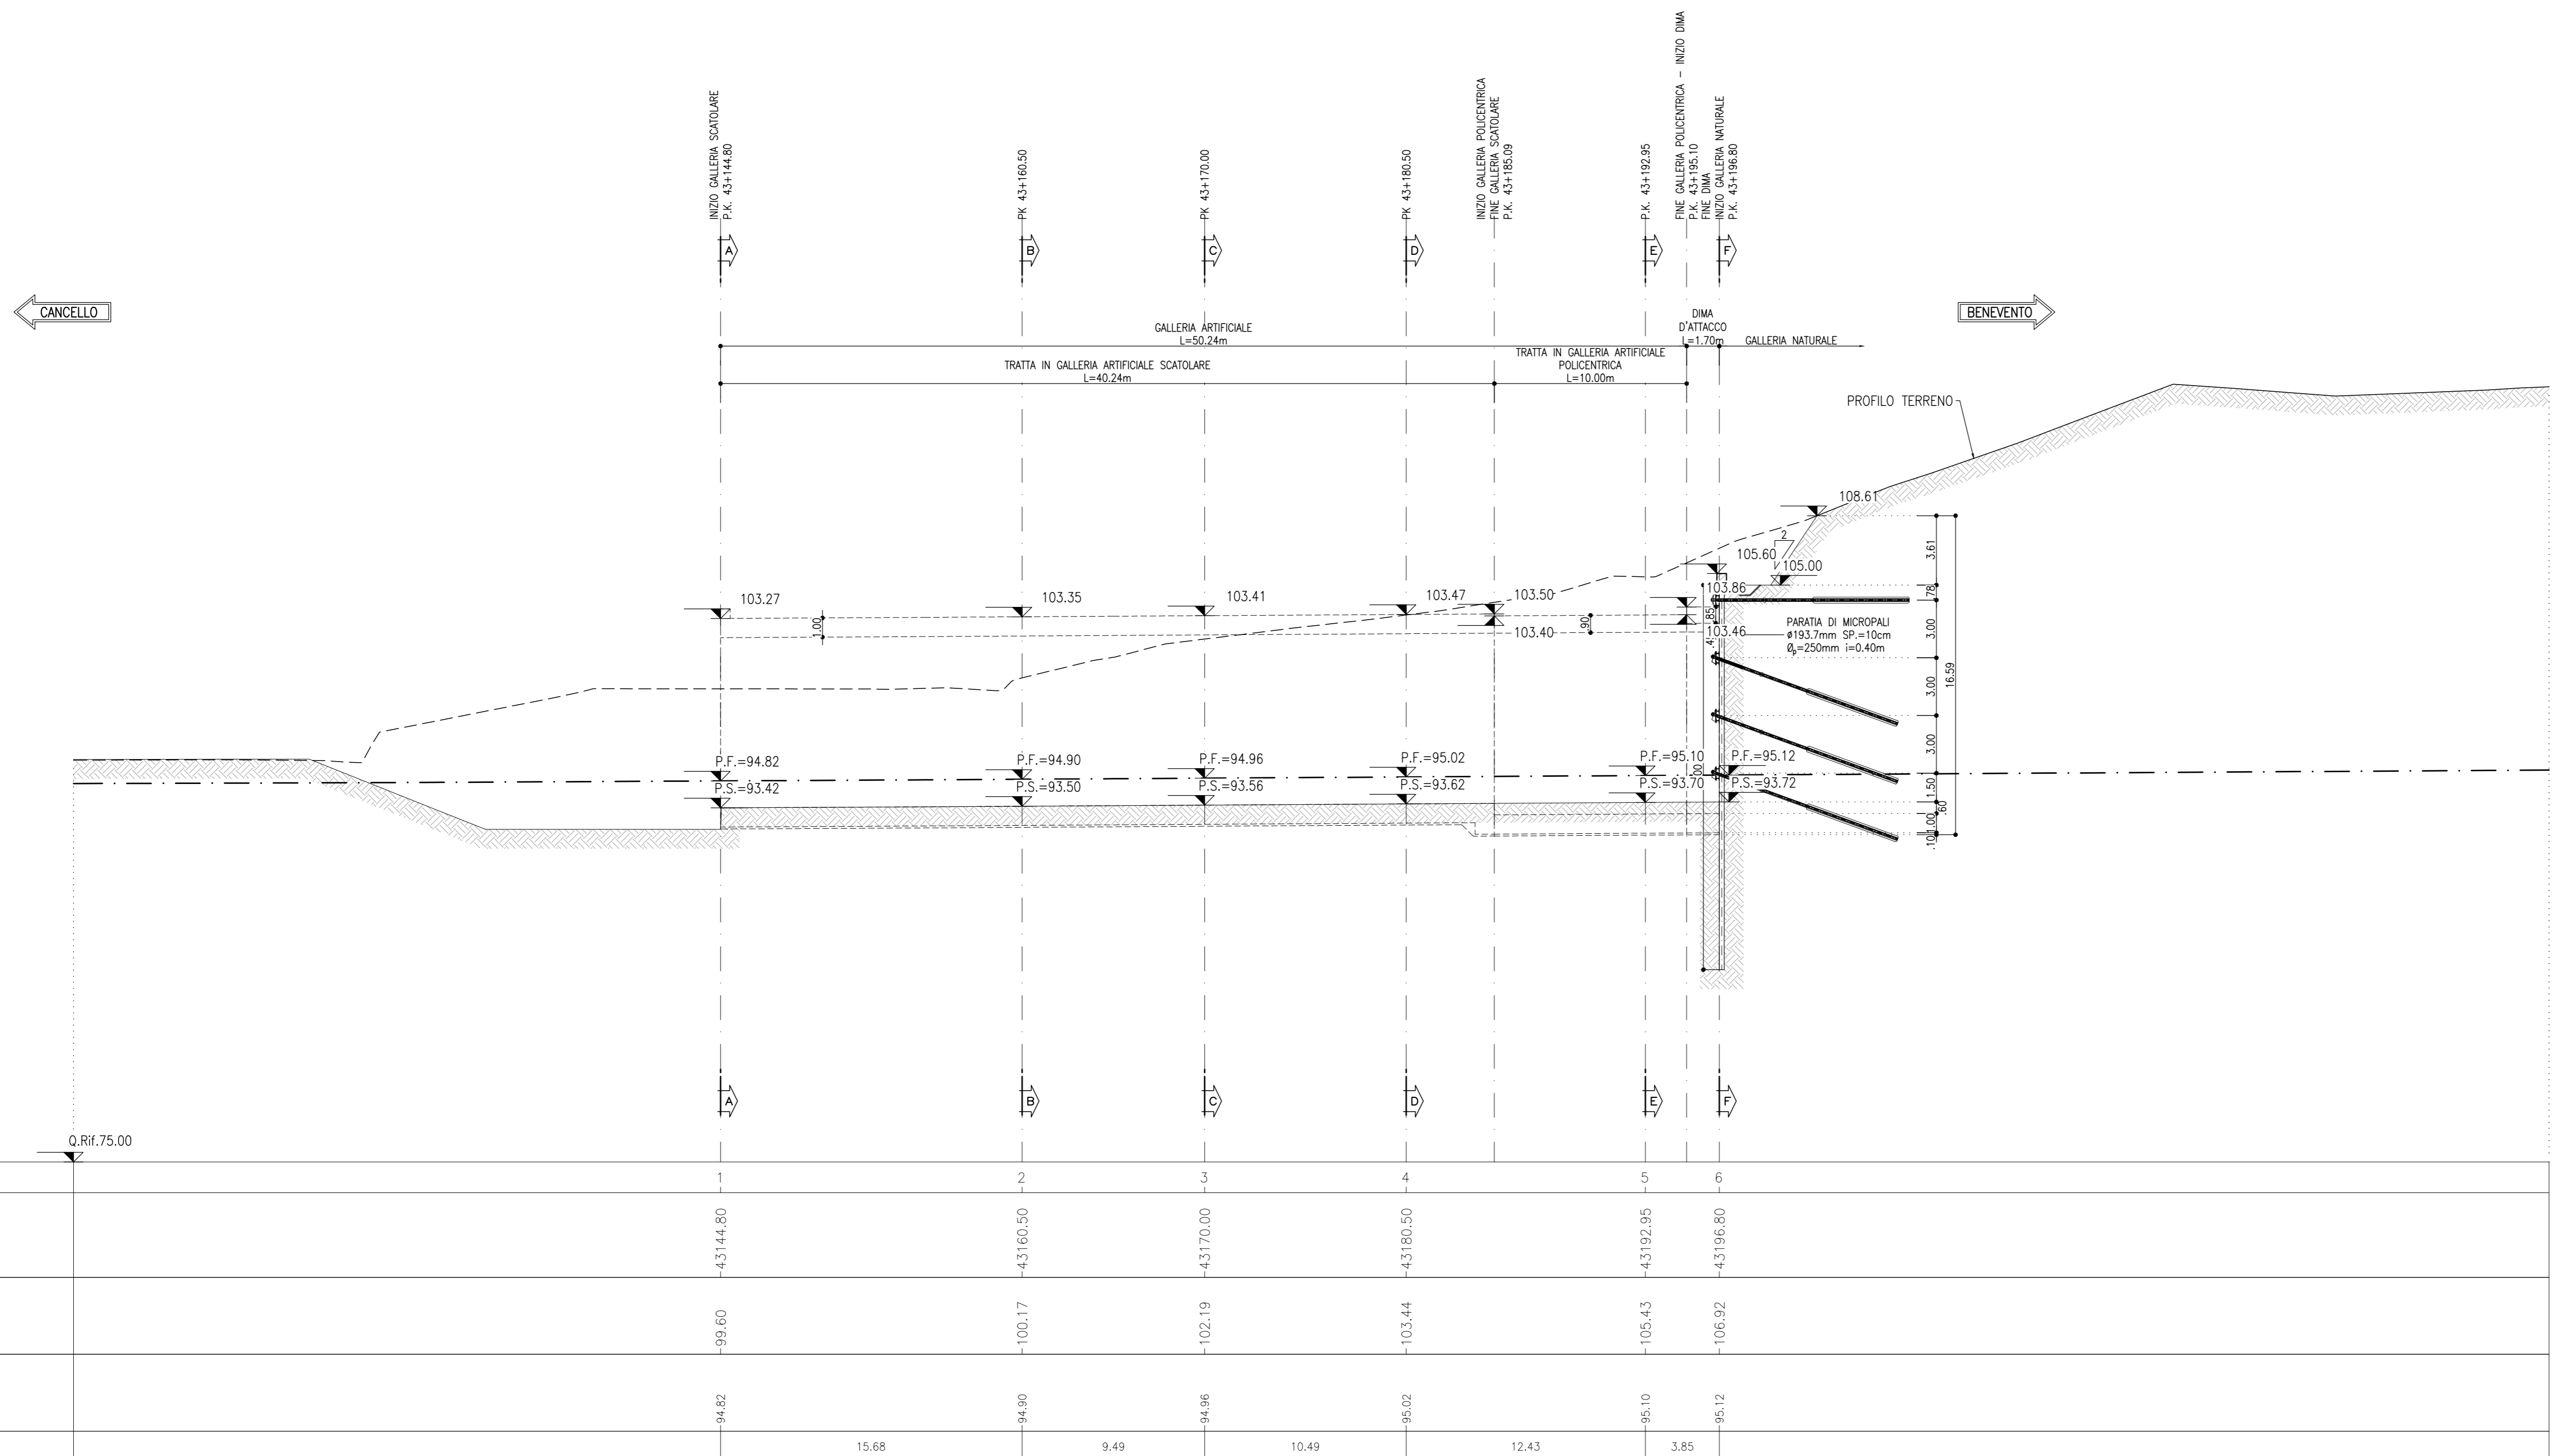 INIZIO GALLERIA SCATOLARE
P.K. 43+144.80
PK 43+160.50
PK 43+170.00
PK 43+180.50
INIZIO GALLERIA POLICENTRICA
FINE GALLERIA SCATOLARE
P.K. 43+185.09
P.K. 43+192.95
FINE GALLERIA POLICENTRICA - INIZIO DIMA
P.K. 43+195.10
FINE DIMA
INIZIO GALLERIA NATURALE
P.K. 43+196.80
A
B
C
D
E
F
CANCELLO
BENEVENTO
GALLERIA ARTIFICIALE
L=50.24m
DIMA
D'ATTACCO
L=1.70m
GALLERIA NATURALE
TRATTA IN GALLERIA ARTIFICIALE SCATOLARE
L=40.24m
TRATTA IN GALLERIA ARTIFICIALE
POLICENTRICA
L=10.00m
PROFILO TERRENO
108.61
2
105.60
105.00
103.27
103.35
103.41
103.47
103.50
103.86
1.00
.90
.85
103.40
103.46
PARATIA DI MICROPALI
ø193.7mm SP.=10cm
Øp=250mm i=0.40m
3.61
.78
3.00
3.00
3.00
1.50
.60
1.00
.10
16.59
P.F.=94.82
P.F.=94.90
P.F.=94.96
P.F.=95.02
P.F.=95.10
P.F.=95.12
P.S.=93.42
P.S.=93.50
P.S.=93.56
P.S.=93.62
P.S.=93.70
P.S.=93.72
A
B
C
D
E
F
Q.Rif.75.00
1
2
3
4
5
6
43144.80
43160.50
43170.00
43180.50
43192.95
43196.80
99.60
100.17
102.19
103.44
105.43
106.92
94.82
94.90
94.96
95.02
95.10
95.12
15.68
9.49
10.49
12.43
3.85